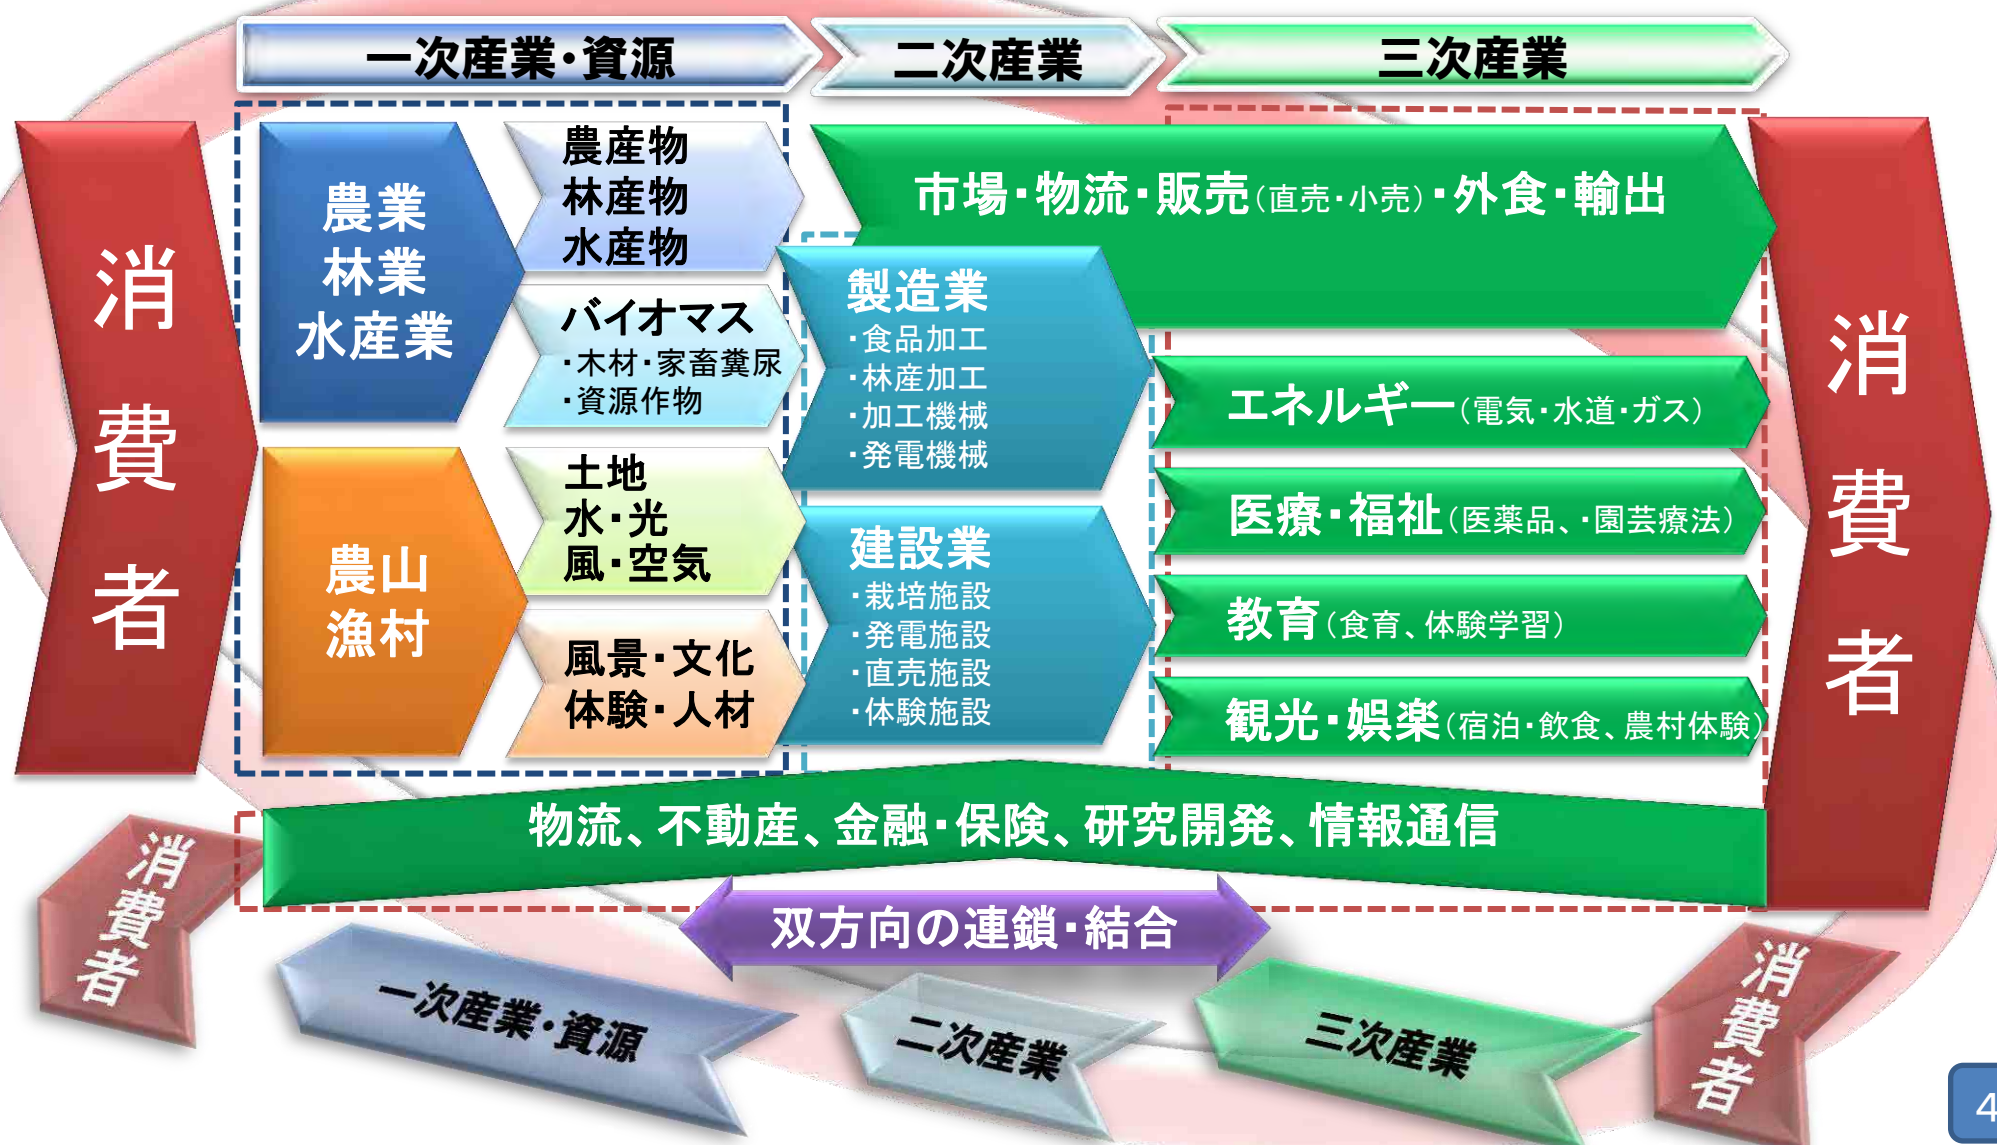 一次産業・資源
二次産業
三次産業
消費者
農業
林業
水産業
農産物
林産物
水産物
バイオマス
・木材・家畜糞尿
・資源作物
農山
漁村
土地
水・光
風・空気
風景・文化
体験・人材
市場・物流・販売(直売・小売)・外食・輸出
製造業
・食品加工
・林産加工
・加工機械
・発電機械
建設業
・栽培施設
・発電施設
・直売施設
・体験施設
エネルギー(電気・水道・ガス)
医療・福祉(医薬品、・園芸療法)
教育(食育、体験学習)
観光・娯楽(宿泊・飲食、農村体験)
消費者
物流、不動産、金融・保険、研究開発、情報通信
双方向の連鎖・結合
消費者
一次産業・資源
二次産業
三次産業
消費者
4